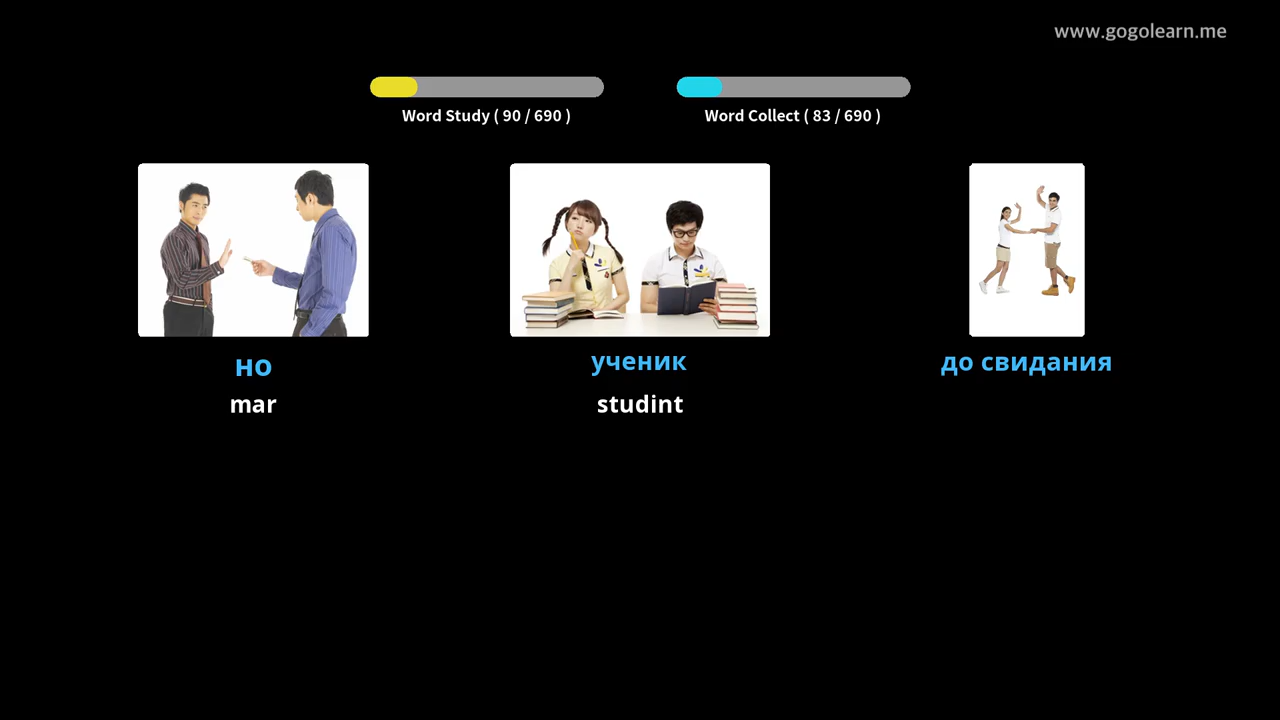 www.gogolearn.me
Word Study ( 90 / 690 )
Word Collect ( 83 / 690 )
но
ученик
до свидания
mar
studint